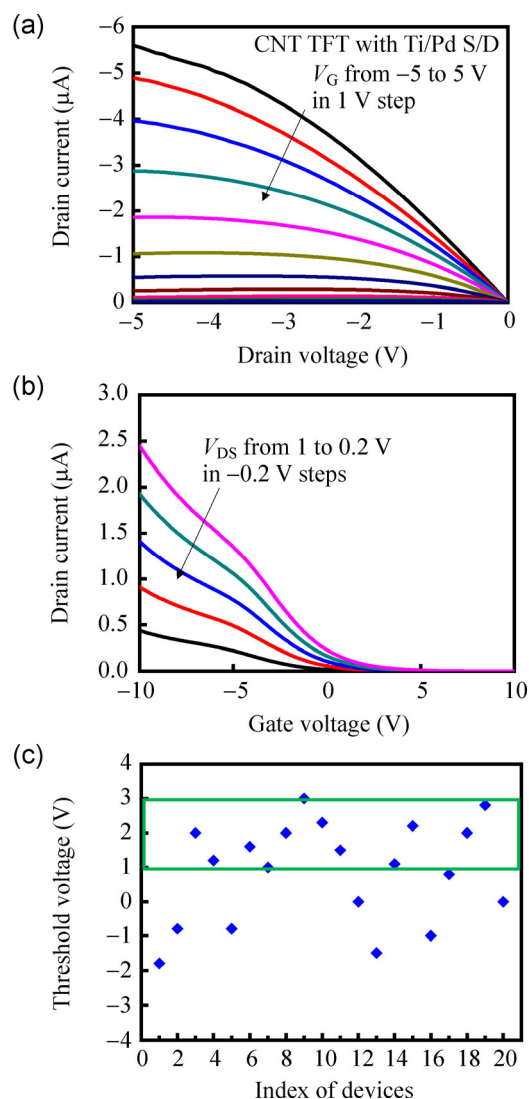 (a)
CNT TFT with Ti/Pd S/D
V_G from −5 to 5 V
in 1 V step
Drain current (μA)
−6
−5
−4
−3
−2
−1
0
−5 −4 −3 −2 −1 0
Drain voltage (V)
(b)
V_DS from 1 to 0.2 V
in −0.2 V steps
Drain current (μA)
3.0
2.5
2.0
1.5
1.0
0.5
0.0
−10 −5 0 5 10
Gate voltage (V)
(c)
Threshold voltage (V)
4
3
2
1
0
−1
−2
−3
−4
0 2 4 6 8 10 12 14 16 18 20
Index of devices